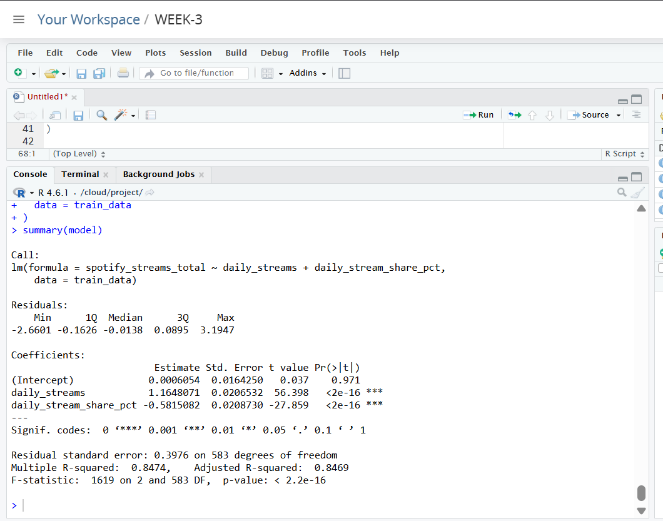 Your Workspace / WEEK-3
File Edit Code View Plots Session Build Debug Profile Tools Help
Go to file/function Addins
Untitled1* ×
Run Source
41 )
42
68:1 (Top Level) R Script
Console Terminal × Background Jobs ×
R 4.6.1 · /cloud/project/
+   data = train_data
+ )
> summary(model)
Call:
lm(formula = spotify_streams_total ~ daily_streams + daily_stream_share_pct,
    data = train_data)
Residuals:
    Min      1Q  Median      3Q     Max
-2.6601 -0.1626 -0.0138  0.0895  3.1947
Coefficients:
                         Estimate Std. Error t value Pr(>|t|)
(Intercept)             0.0006054  0.0164250   0.037    0.971
daily_streams           1.1648071  0.0206532  56.398   <2e-16 ***
daily_stream_share_pct -0.5815082  0.0208730 -27.859   <2e-16 ***
---
Signif. codes:  0 ‘***’ 0.001 ‘**’ 0.01 ‘*’ 0.05 ‘.’ 0.1 ‘ ’ 1
Residual standard error: 0.3976 on 583 degrees of freedom
Multiple R-squared:  0.8474,    Adjusted R-squared:  0.8469
F-statistic:  1619 on 2 and 583 DF,  p-value: < 2.2e-16
>